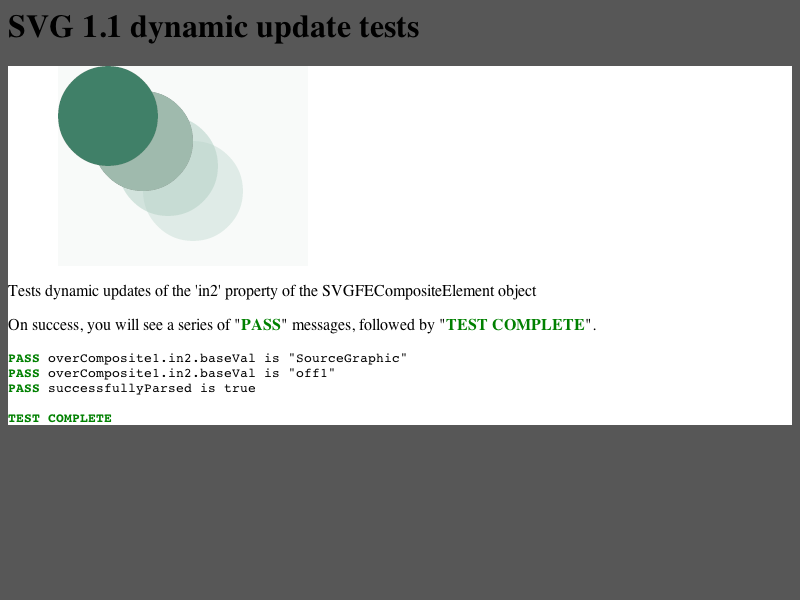 SVG 1.1 dynamic update tests
Tests dynamic updates of the 'in2' property of the SVGFECompositeElement object
On success, you will see a series of "PASS" messages, followed by "TEST COMPLETE".
PASS overComposite1.in2.baseVal is "SourceGraphic"
PASS overComposite1.in2.baseVal is "off1"
PASS successfullyParsed is true
TEST COMPLETE